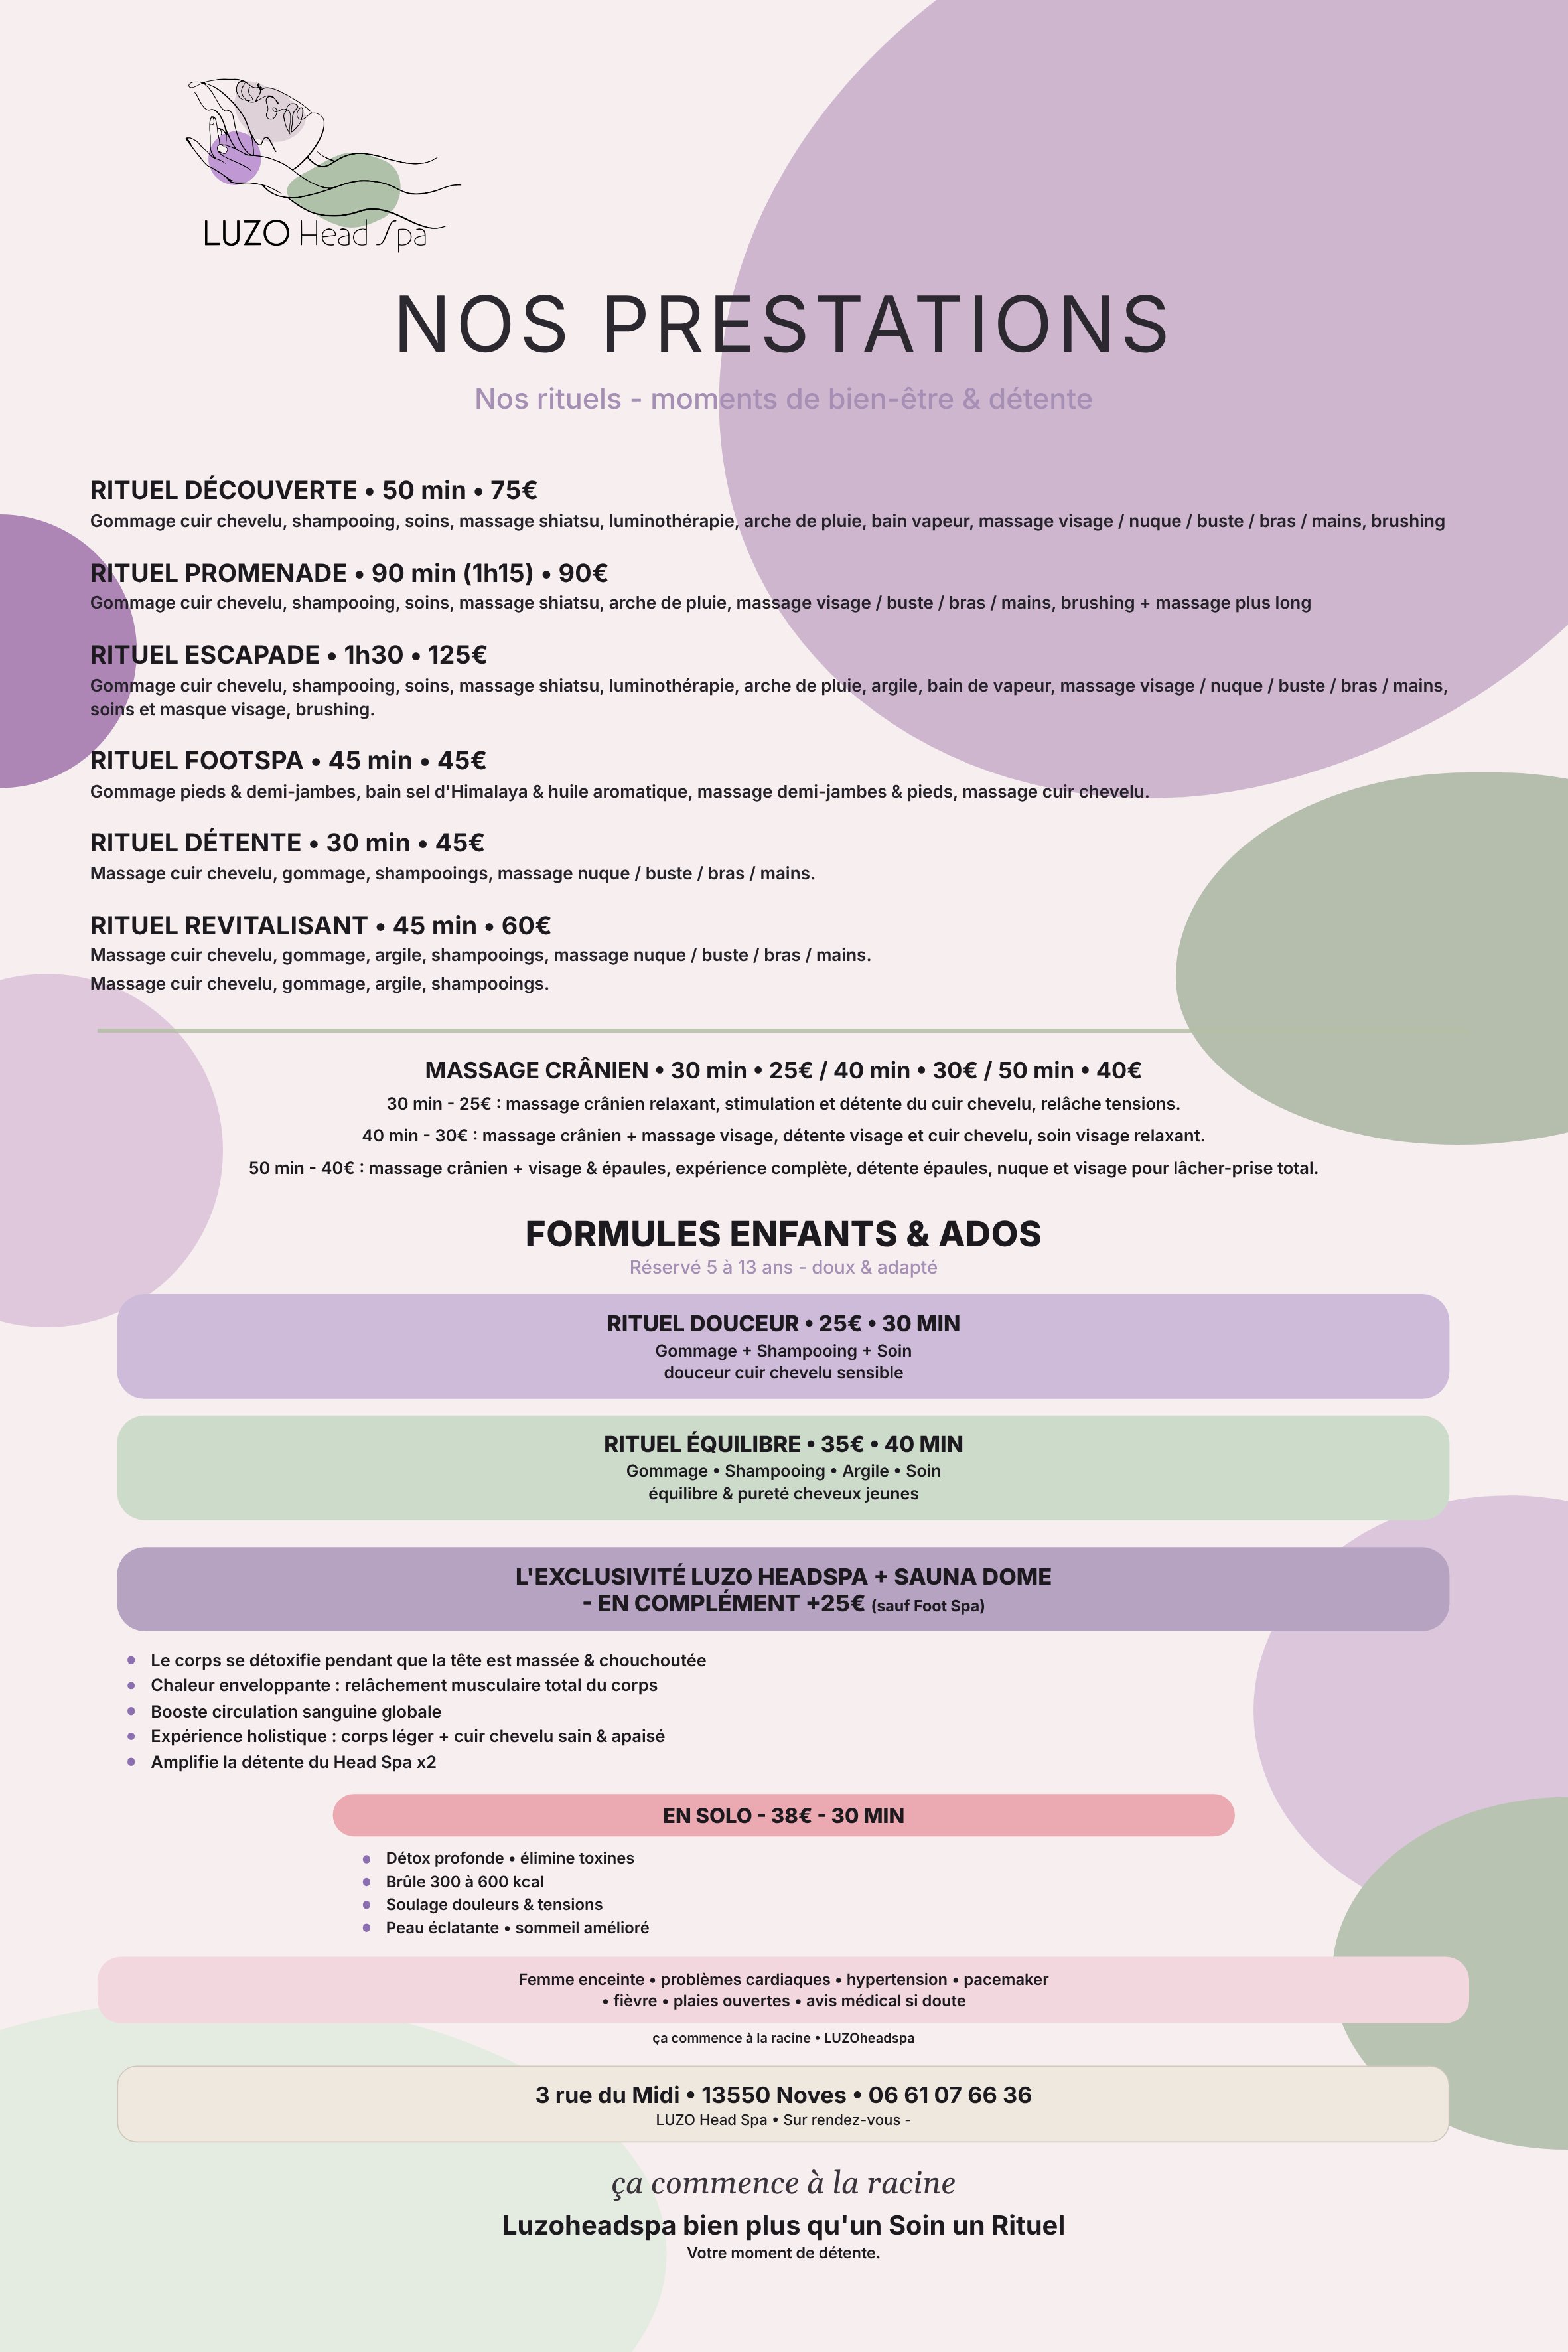 LUZO Head Spa
NOS PRESTATIONS
Nos rituels - moments de bien-être & détente
RITUEL DÉCOUVERTE • 50 min • 75€
Gommage cuir chevelu, shampooing, soins, massage shiatsu, luminothérapie, arche de pluie, bain vapeur, massage visage / nuque / buste / bras / mains, brushing
RITUEL PROMENADE • 90 min (1h15) • 90€
Gommage cuir chevelu, shampooing, soins, massage shiatsu, arche de pluie, massage visage / buste / bras / mains, brushing + massage plus long
RITUEL ESCAPADE • 1h30 • 125€
Gommage cuir chevelu, shampooing, soins, massage shiatsu, luminothérapie, arche de pluie, argile, bain de vapeur, massage visage / nuque / buste / bras / mains,
soins et masque visage, brushing.
RITUEL FOOTSPA • 45 min • 45€
Gommage pieds & demi-jambes, bain sel d'Himalaya & huile aromatique, massage demi-jambes & pieds, massage cuir chevelu.
RITUEL DÉTENTE • 30 min • 45€
Massage cuir chevelu, gommage, shampooings, massage nuque / buste / bras / mains.
RITUEL REVITALISANT • 45 min • 60€
Massage cuir chevelu, gommage, argile, shampooings, massage nuque / buste / bras / mains.
Massage cuir chevelu, gommage, argile, shampooings.
MASSAGE CRÂNIEN • 30 min • 25€ / 40 min • 30€ / 50 min • 40€
30 min - 25€ : massage crânien relaxant, stimulation et détente du cuir chevelu, relâche tensions.
40 min - 30€ : massage crânien + massage visage, détente visage et cuir chevelu, soin visage relaxant.
50 min - 40€ : massage crânien + visage & épaules, expérience complète, détente épaules, nuque et visage pour lâcher-prise total.
FORMULES ENFANTS & ADOS
Réservé 5 à 13 ans - doux & adapté
RITUEL DOUCEUR • 25€ • 30 MIN
Gommage + Shampooing + Soin
douceur cuir chevelu sensible
RITUEL ÉQUILIBRE • 35€ • 40 MIN
Gommage • Shampooing • Argile • Soin
équilibre & pureté cheveux jeunes
L'EXCLUSIVITÉ LUZO HEADSPA + SAUNA DOME
- EN COMPLÉMENT +25€ (sauf Foot Spa)
• Le corps se détoxifie pendant que la tête est massée & chouchoutée
• Chaleur enveloppante : relâchement musculaire total du corps
• Booste circulation sanguine globale
• Expérience holistique : corps léger + cuir chevelu sain & apaisé
• Amplifie la détente du Head Spa x2
EN SOLO - 38€ - 30 MIN
• Détox profonde • élimine toxines
• Brûle 300 à 600 kcal
• Soulage douleurs & tensions
• Peau éclatante • sommeil amélioré
Femme enceinte • problèmes cardiaques • hypertension • pacemaker
• fièvre • plaies ouvertes • avis médical si doute
ça commence à la racine • LUZOheadspa
3 rue du Midi • 13550 Noves • 06 61 07 66 36
LUZO Head Spa • Sur rendez-vous -
ça commence à la racine
Luzoheadspa bien plus qu'un Soin un Rituel
Votre moment de détente.